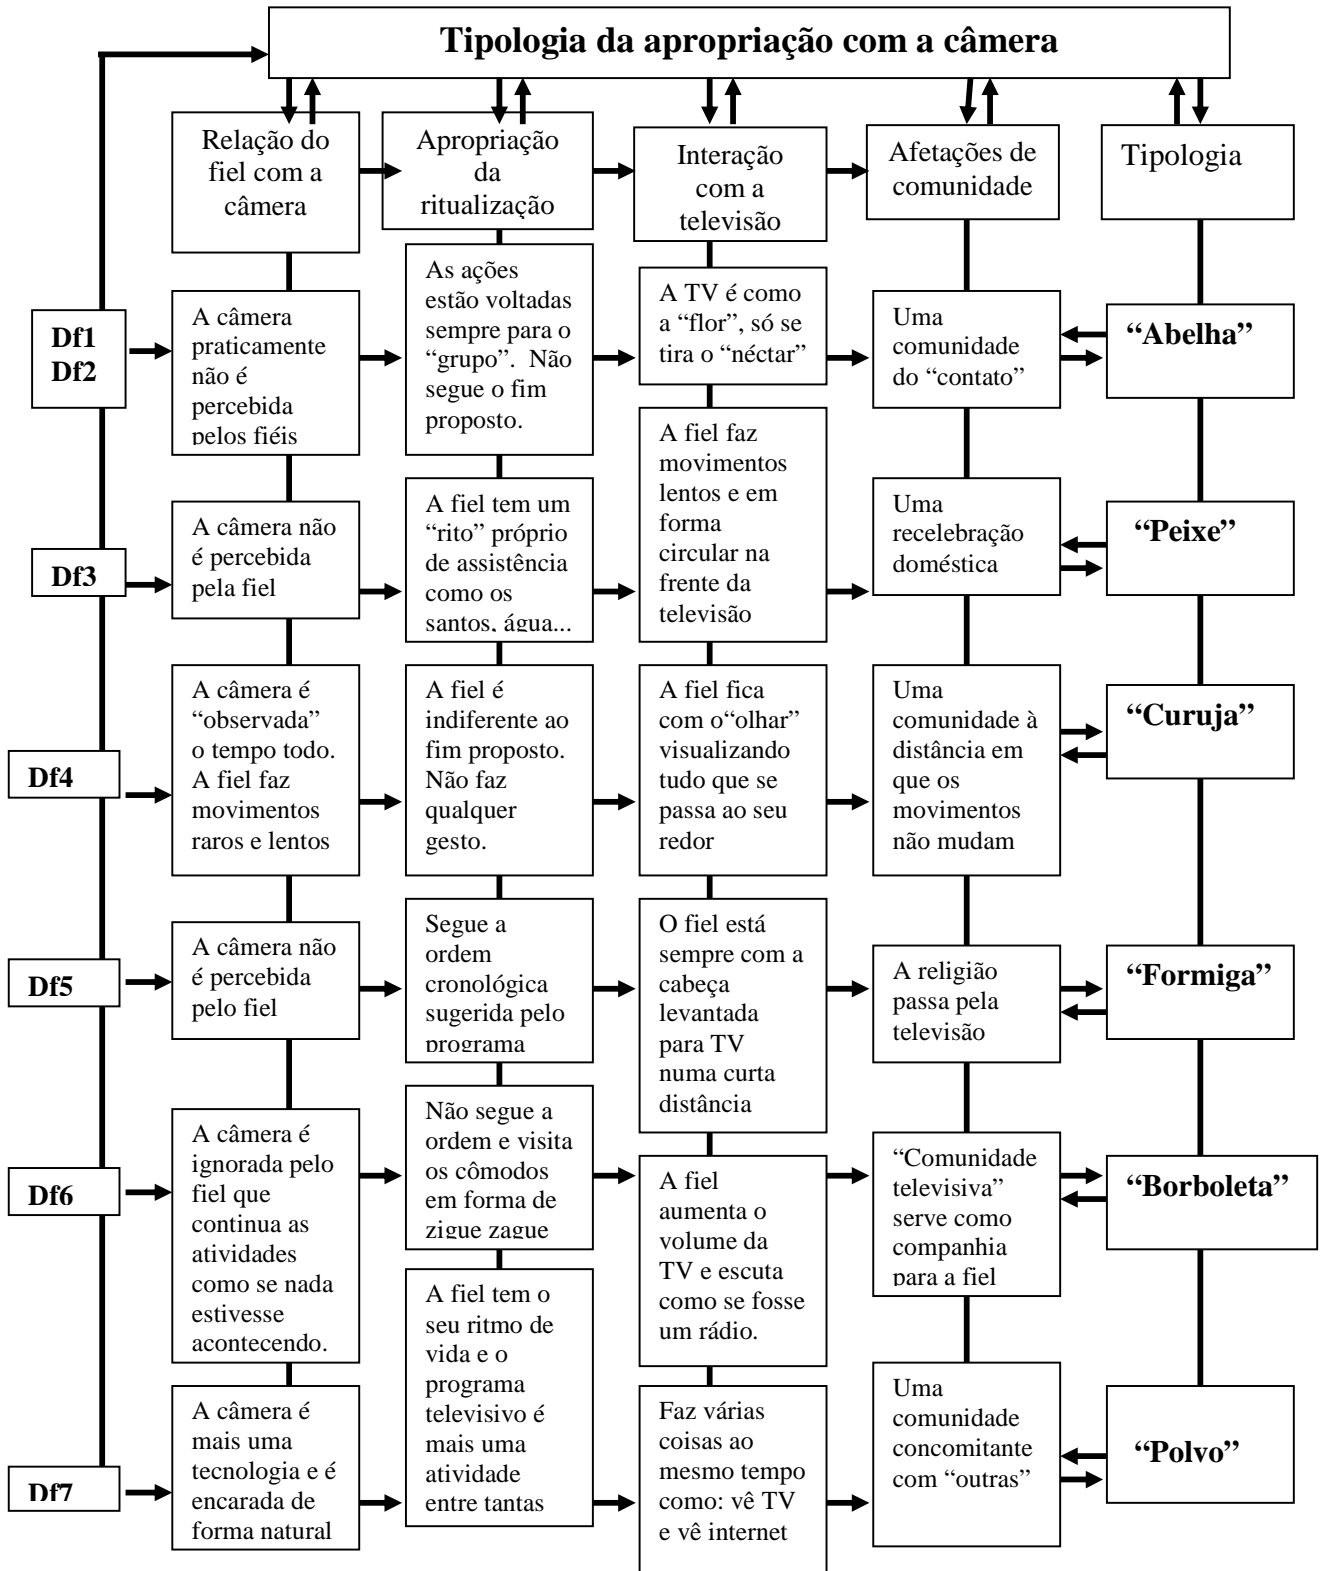 Tipologia da apropriação com a câmera
Relação do
fiel com a
câmera
Apropriação
da
ritualização
Interação
com a
televisão
Afetações de
comunidade
Tipologia
Df1
Df2
A câmera
praticamente
não é
percebida
pelos fiéis
As ações
estão voltadas
sempre para o
“grupo”. Não
segue o fim
proposto.
A TV é como
a “flor”, só se
tira o “néctar”
Uma
comunidade
do “contato”
“Abelha”
Df3
A câmera não
é percebida
pela fiel
A fiel tem um
“rito” próprio
de assistência
como os
santos, água...
A fiel faz
movimentos
lentos e em
forma
circular na
frente da
televisão
Uma
recelebração
doméstica
“Peixe”
Df4
A câmera é
“observada”
o tempo todo.
A fiel faz
movimentos
raros e lentos
A fiel é
indiferente ao
fim proposto.
Não faz
qualquer
gesto.
A fiel fica
com o“olhar”
visualizando
tudo que se
passa ao seu
redor
Uma
comunidade à
distância em
que os
movimentos
não mudam
“Curuja”
Df5
A câmera não
é percebida
pelo fiel
Segue a
ordem
cronológica
sugerida pelo
programa
O fiel está
sempre com a
cabeça
levantada
para TV
numa curta
distância
A religião
passa pela
televisão
“Formiga”
Df6
A câmera é
ignorada pelo
fiel que
continua as
atividades
como se nada
estivesse
acontecendo.
Não segue a
ordem e visita
os cômodos
em forma de
zigue zague
A fiel
aumenta o
volume da
TV e escuta
como se fosse
um rádio.
“Comunidade
televisiva”
serve como
companhia
para a fiel
“Borboleta”
Df7
A câmera é
mais uma
tecnologia e é
encarada de
forma natural
A fiel tem o
seu ritmo de
vida e o
programa
televisivo é
mais uma
atividade
entre tantas
Faz várias
coisas ao
mesmo tempo
como: vê TV
e vê internet
Uma
comunidade
concomitante
com “outras”
“Polvo”